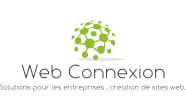 Web Connexion
Solutions pour les entreprises , création de sites web,